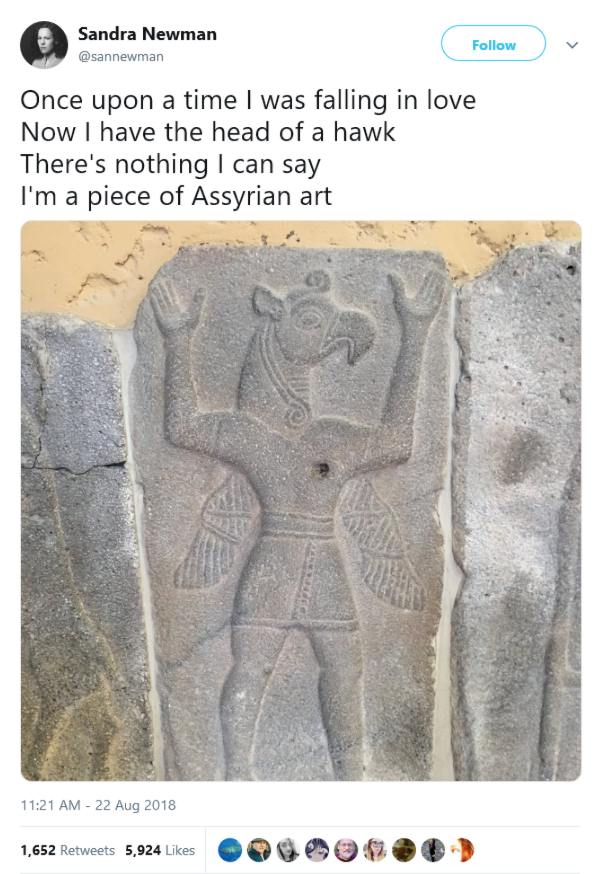 Sandra Newman
@sannewman
Follow
Once upon a time I was falling in love
Now I have the head of a hawk
There's nothing I can say
I'm a piece of Assyrian art
11:21 AM - 22 Aug 2018
1,652 Retweets 5,924 Likes